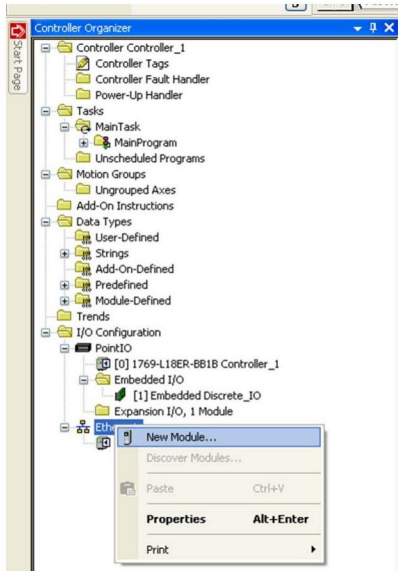 Start Page
Controller Organizer
Controller Controller_1
Controller Tags
Controller Fault Handler
Power-Up Handler
Tasks
MainTask
MainProgram
Unscheduled Programs
Motion Groups
Ungrouped Axes
Add-On Instructions
Data Types
User-Defined
Strings
Add-On-Defined
Predefined
Module-Defined
Trends
I/O Configuration
PointIO
[0] 1769-L18ER-BB1B Controller_1
Embedded I/O
[1] Embedded Discrete_IO
Expansion I/O, 1 Module
New Module...
Discover Modules...
Paste Ctrl+V
Properties Alt+Enter
Print